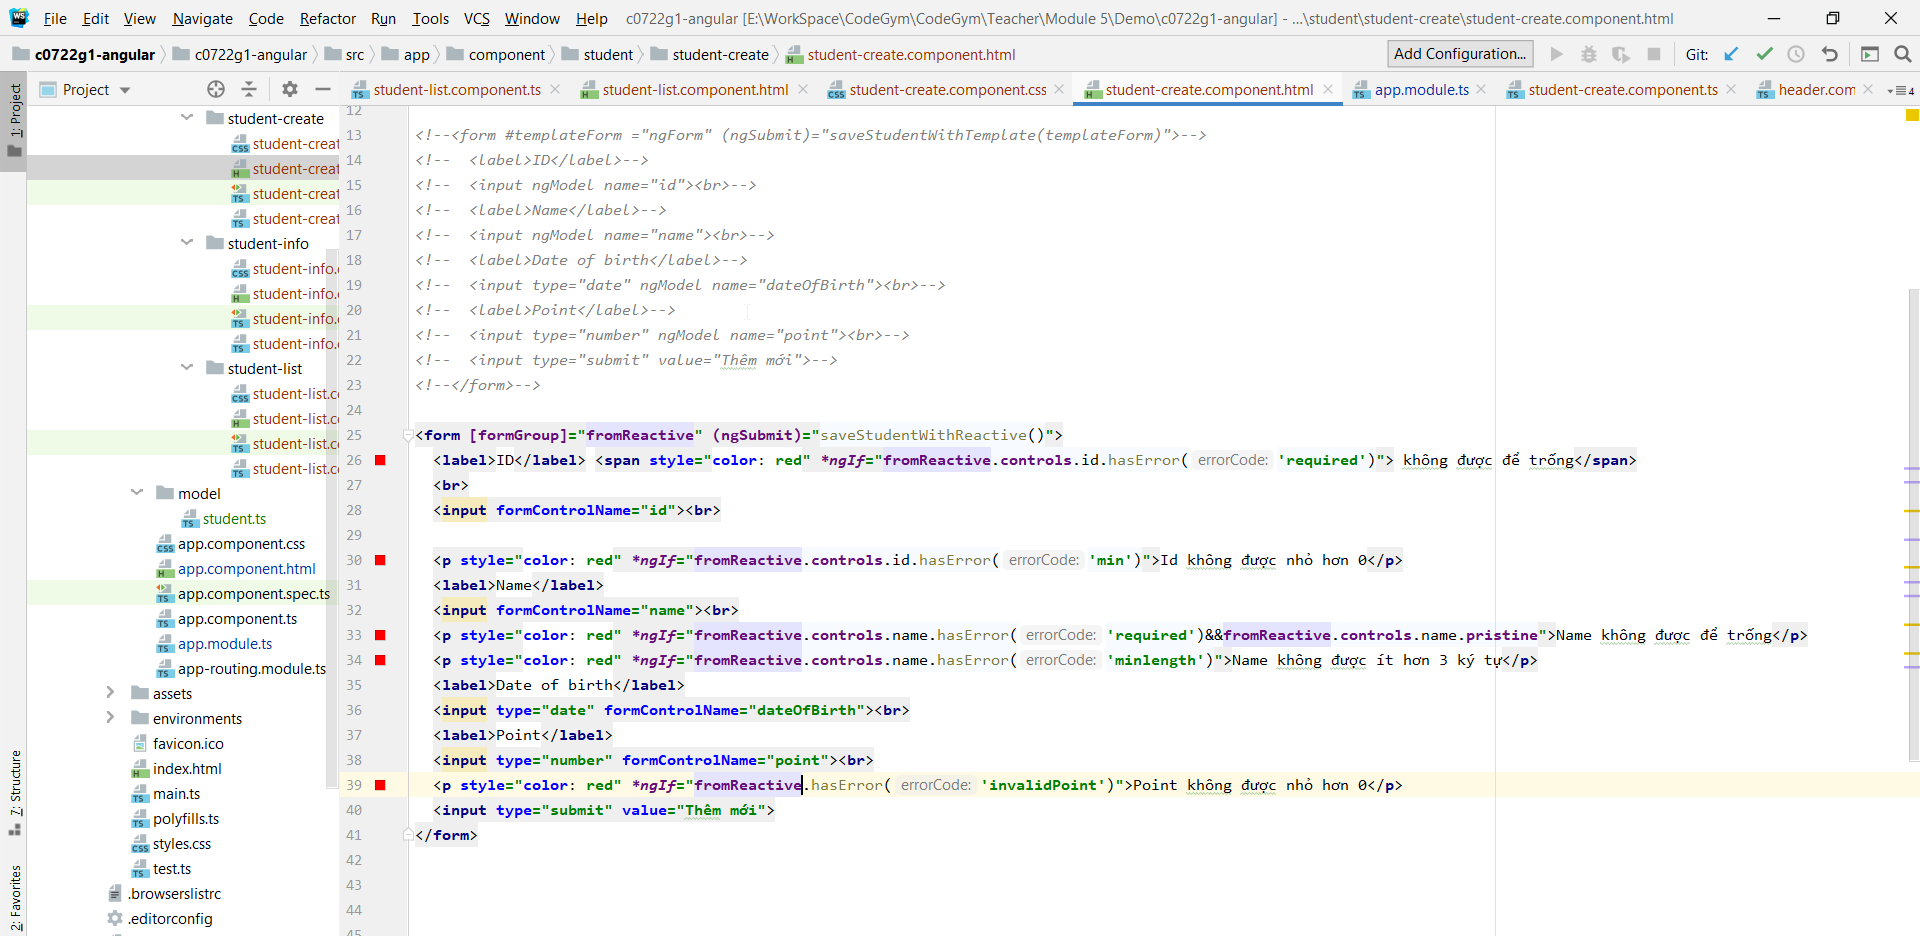 File Edit View Navigate Code Refactor Run Tools VCS Window Help c0722g1-angular [E:\WorkSpace\CodeGym\CodeGym\Teacher\Module 5\Demo\c0722g1-angular] - ...\student\student-create\student-create.component.html
c0722g1-angular c0722g1-angular src app component student student-create student-create.component.html Add Configuration... Git:
Project student-list.component.ts student-list.component.html student-create.component.css student-create.component.html app.module.ts student-create.component.ts header.com 4
1: Project
7: Structure
2: Favorites
student-create
student-creat
student-creat
student-creat
student-creat
student-info
student-info.
student-info.
student-info.
student-info.
student-list
student-list.c
student-list.c
student-list.c
student-list.c
model
student.ts
app.component.css
app.component.html
app.component.spec.ts
app.component.ts
app.module.ts
app-routing.module.ts
assets
environments
favicon.ico
index.html
main.ts
polyfills.ts
styles.css
test.ts
.browserslistrc
.editorconfig
12
13 <!--<form #templateForm ="ngForm" (ngSubmit)="saveStudentWithTemplate(templateForm)">-->
14 <!-- <label>ID</label>-->
15 <!-- <input ngModel name="id"><br>-->
16 <!-- <label>Name</label>-->
17 <!-- <input ngModel name="name"><br>-->
18 <!-- <label>Date of birth</label>-->
19 <!-- <input type="date" ngModel name="dateOfBirth"><br>-->
20 <!-- <label>Point</label>-->
21 <!-- <input type="number" ngModel name="point"><br>-->
22 <!-- <input type="submit" value="Thêm mới">-->
23 <!--</form>-->
24
25 <form [formGroup]="fromReactive" (ngSubmit)="saveStudentWithReactive()">
26 <label>ID</label> <span style="color: red" *ngIf="fromReactive.controls.id.hasError( errorCode: 'required')"> không được để trống</span>
27 <br>
28 <input formControlName="id"><br>
29
30 <p style="color: red" *ngIf="fromReactive.controls.id.hasError( errorCode: 'min')">Id không được nhỏ hơn 0</p>
31 <label>Name</label>
32 <input formControlName="name"><br>
33 <p style="color: red" *ngIf="fromReactive.controls.name.hasError( errorCode: 'required')&&fromReactive.controls.name.pristine">Name không được để trống</p>
34 <p style="color: red" *ngIf="fromReactive.controls.name.hasError( errorCode: 'minlength')">Name không được ít hơn 3 ký tự</p>
35 <label>Date of birth</label>
36 <input type="date" formControlName="dateOfBirth"><br>
37 <label>Point</label>
38 <input type="number" formControlName="point"><br>
39 <p style="color: red" *ngIf="fromReactive.hasError( errorCode: 'invalidPoint')">Point không được nhỏ hơn 0</p>
40 <input type="submit" value="Thêm mới">
41 </form>
42
43
44
45